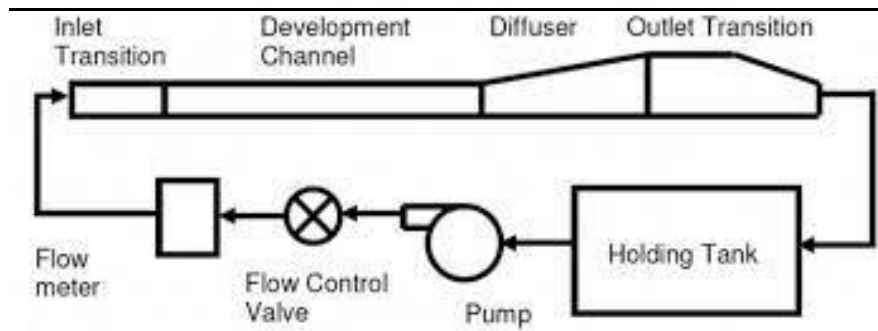 Inlet
Transition
Development
Channel
Diffuser
Outlet Transition
Flow
meter
Flow Control
Valve
Pump
Holding Tank